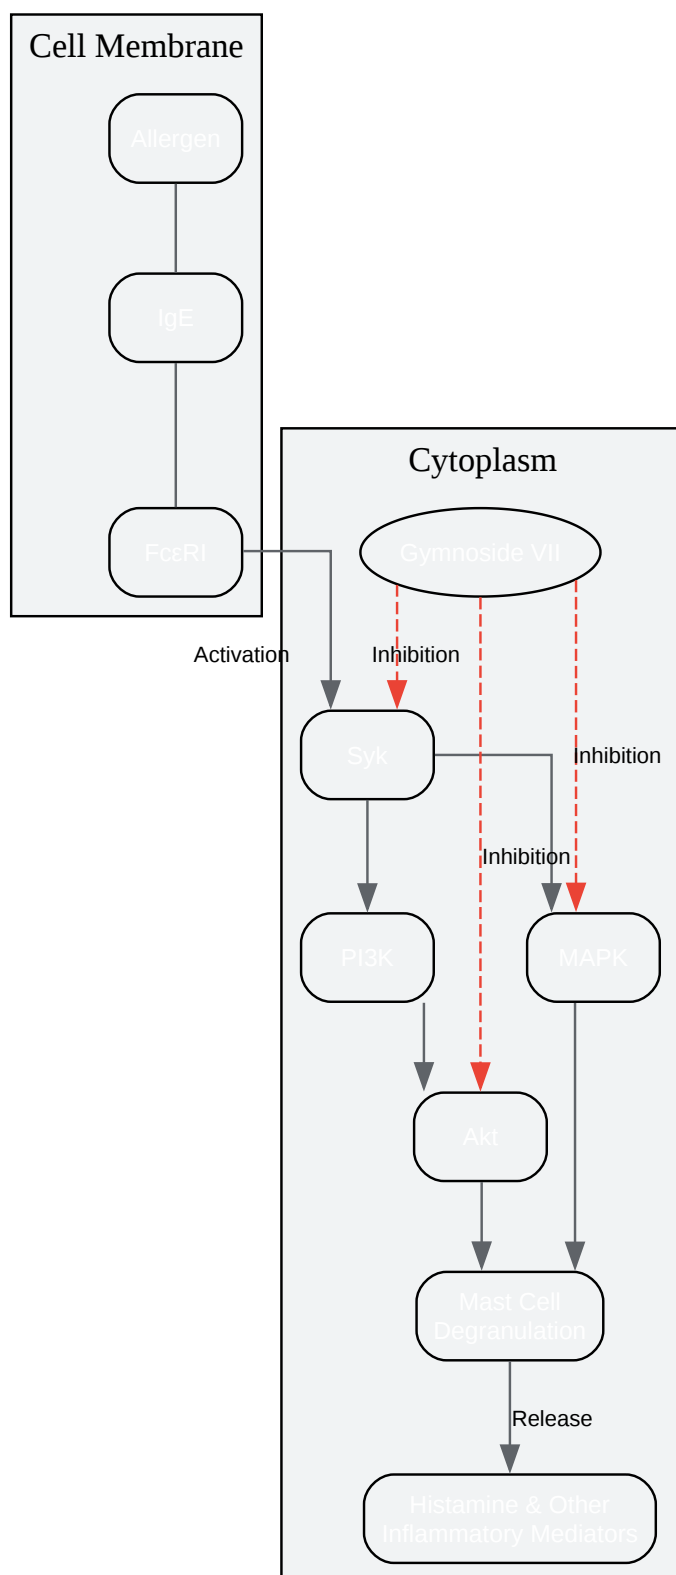 Cell Membrane
Allergen
IgE
FcεRI
Cytoplasm
Gymnoside VII
Activation
Inhibition
Syk
Inhibition
Inhibition
PI3K
MAPK
Akt
Mast Cell
Degranulation
Release
Histamine & Other
Inflammatory Mediators